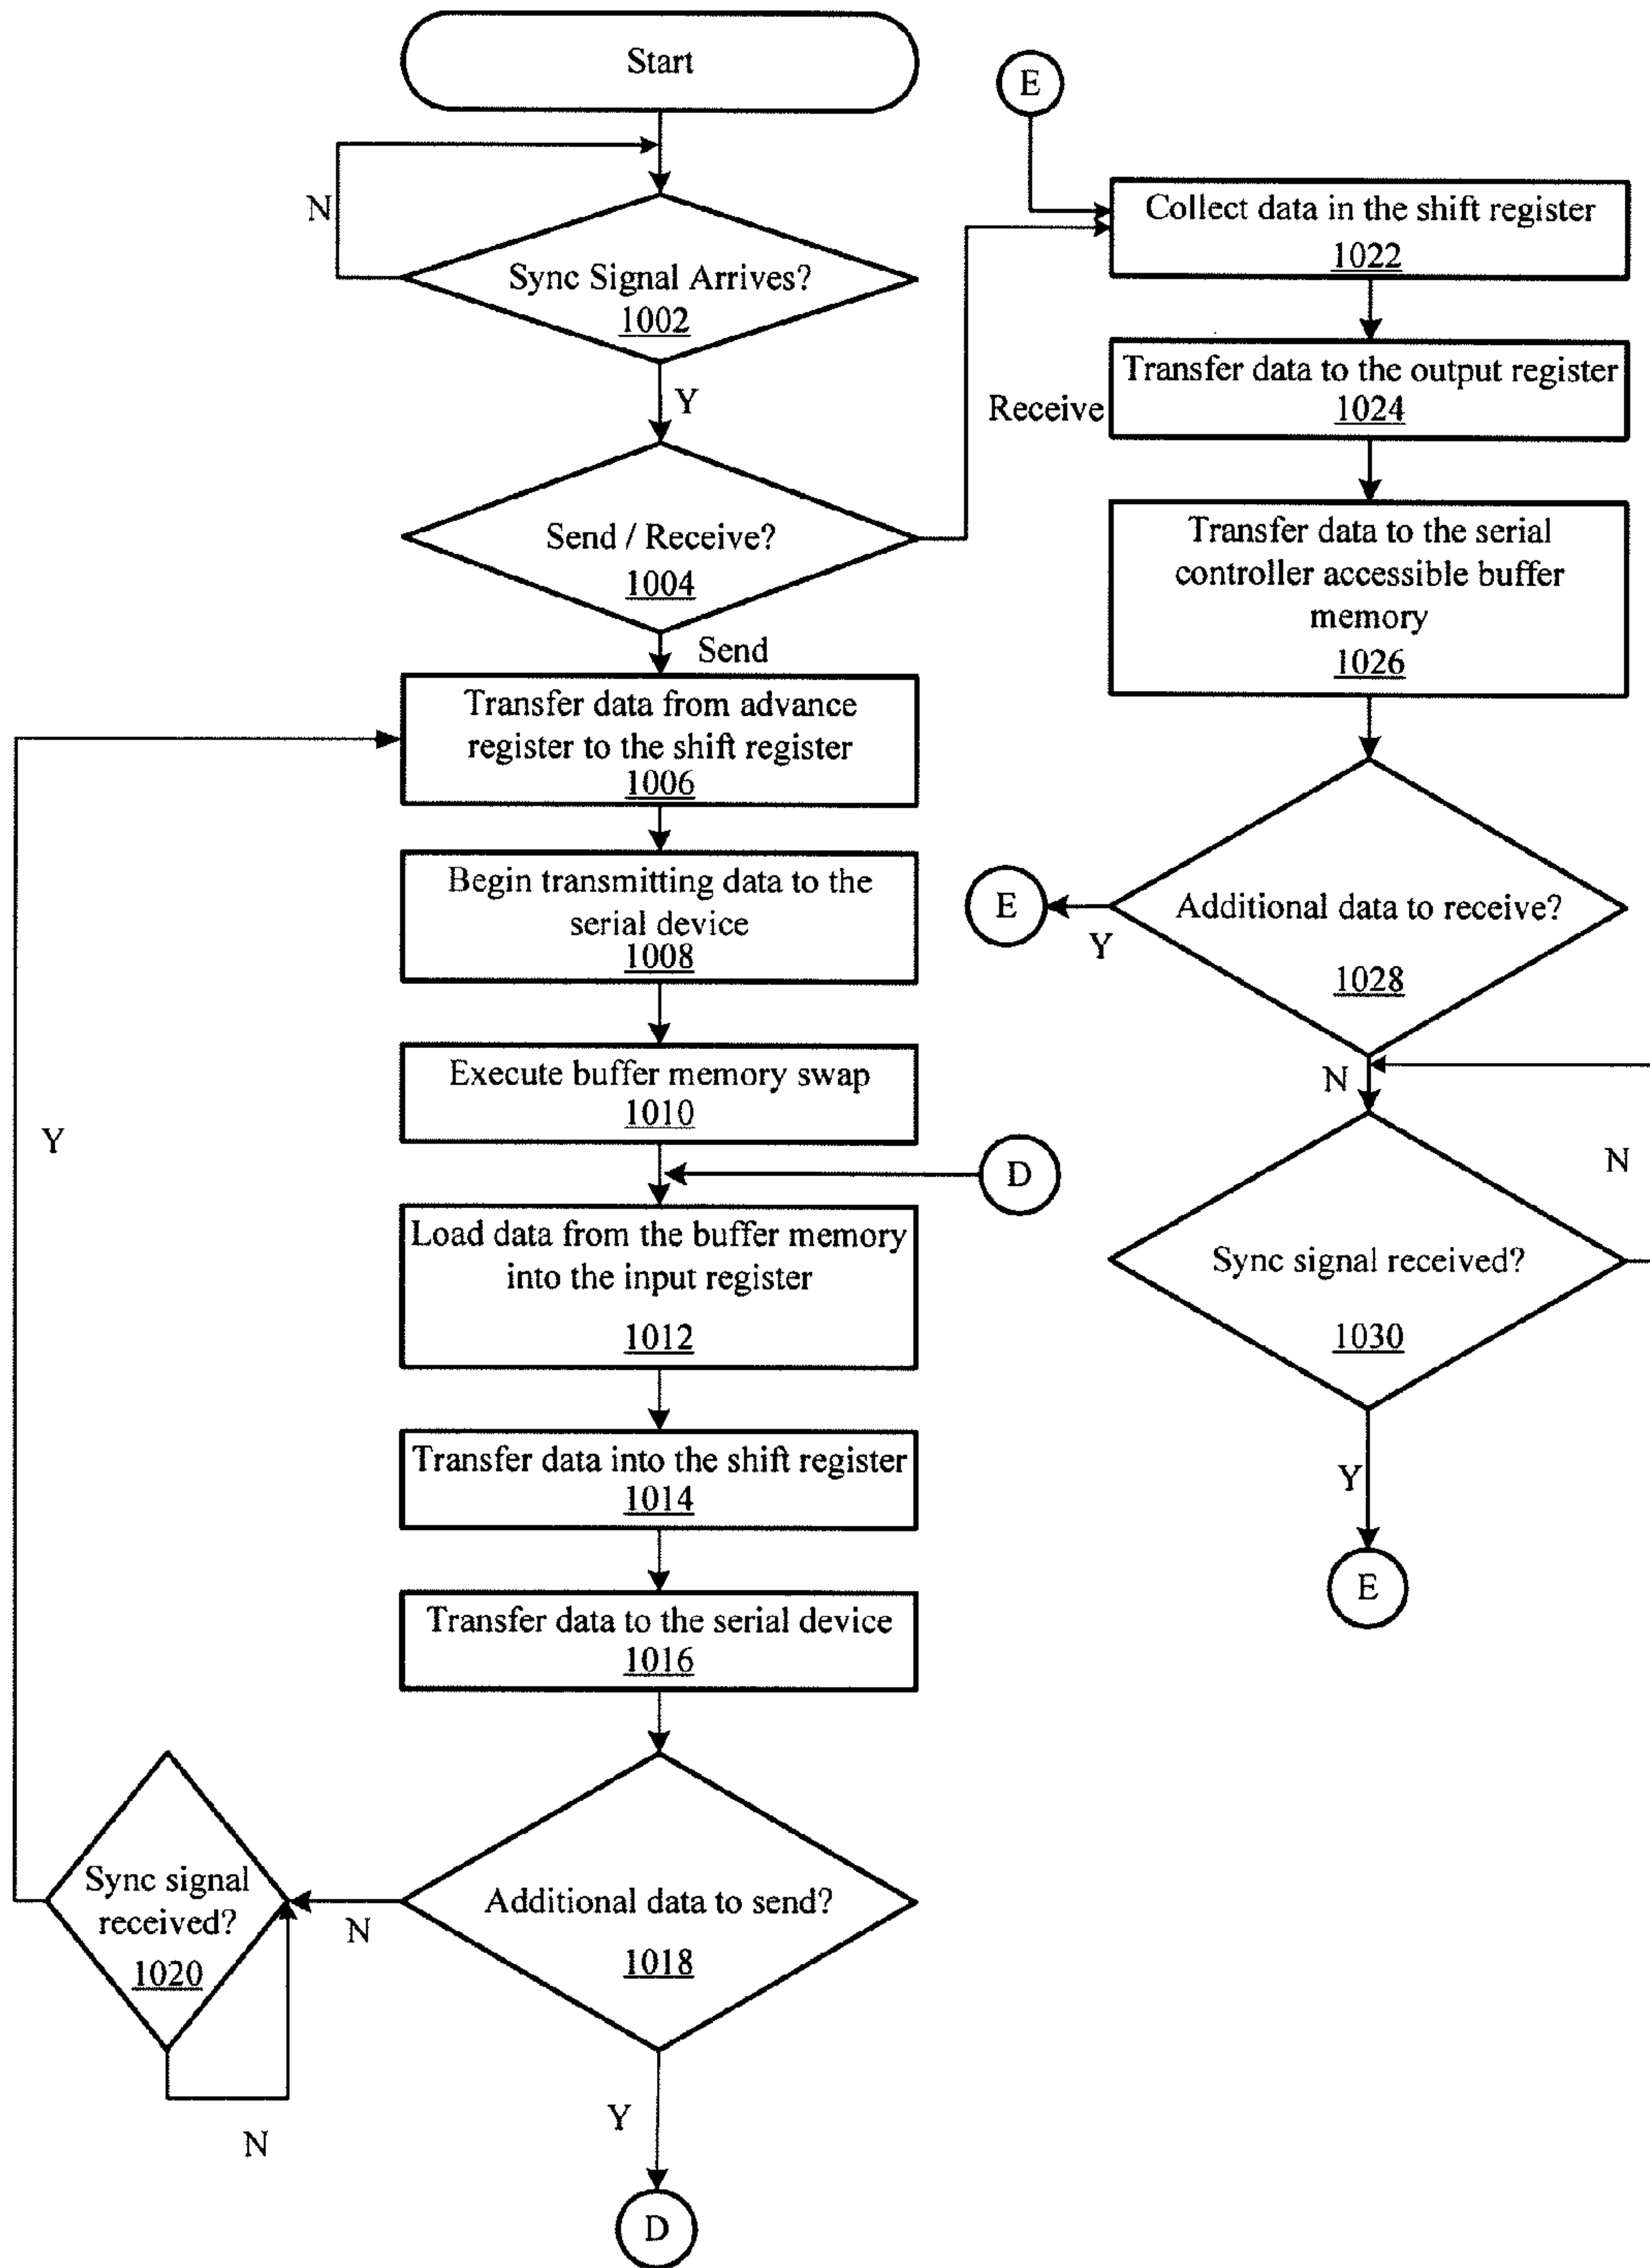 Start
N
Sync Signal Arrives?
1002
Y
Send / Receive?
1004
Send
Transfer data from advance
register to the shift register
1006
Begin transmitting data to the
serial device
1008
Execute buffer memory swap
1010
D
Load data from the buffer memory
into the input register
1012
Transfer data into the shift register
1014
Transfer data to the serial device
1016
Additional data to send?
1018
N
Sync signal
received?
1020
N
Y
Y
D
E
Receive
Collect data in the shift register
1022
Transfer data to the output register
1024
Transfer data to the serial
controller accessible buffer
memory
1026
Additional data to receive?
1028
Y
E
N
Sync signal received?
1030
N
Y
E